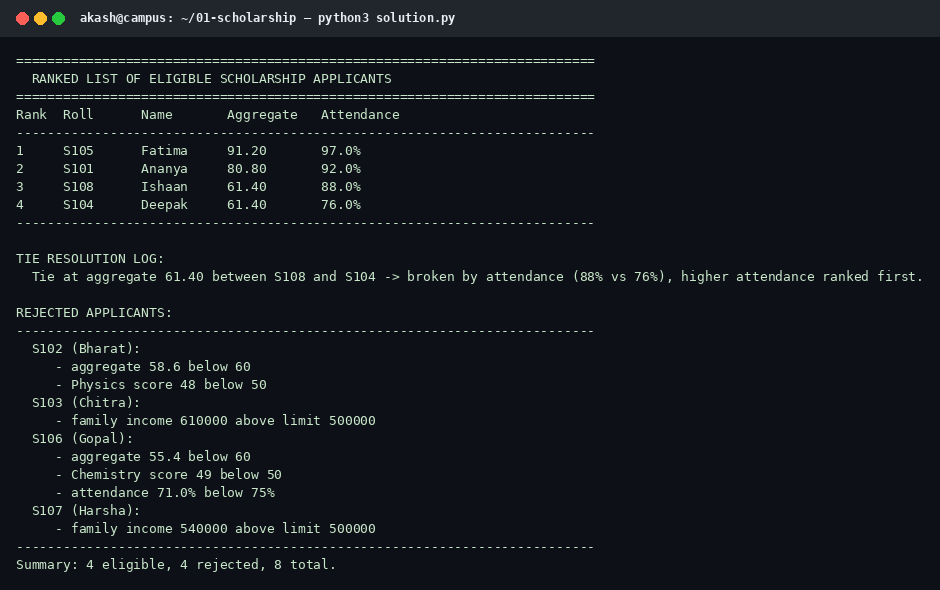 akash@campus: ~/01-scholarship — python3 solution.py
==========================================================================
  RANKED LIST OF ELIGIBLE SCHOLARSHIP APPLICANTS
==========================================================================
Rank  Roll      Name       Aggregate   Attendance
--------------------------------------------------------------------------
1     S105      Fatima     91.20       97.0%
2     S101      Ananya     80.80       92.0%
3     S108      Ishaan     61.40       88.0%
4     S104      Deepak     61.40       76.0%
--------------------------------------------------------------------------
TIE RESOLUTION LOG:
  Tie at aggregate 61.40 between S108 and S104 -> broken by attendance (88% vs 76%), higher attendance ranked first.
REJECTED APPLICANTS:
--------------------------------------------------------------------------
  S102 (Bharat):
     - aggregate 58.6 below 60
     - Physics score 48 below 50
  S103 (Chitra):
     - family income 610000 above limit 500000
  S106 (Gopal):
     - aggregate 55.4 below 60
     - Chemistry score 49 below 50
     - attendance 71.0% below 75%
  S107 (Harsha):
     - family income 540000 above limit 500000
--------------------------------------------------------------------------
Summary: 4 eligible, 4 rejected, 8 total.